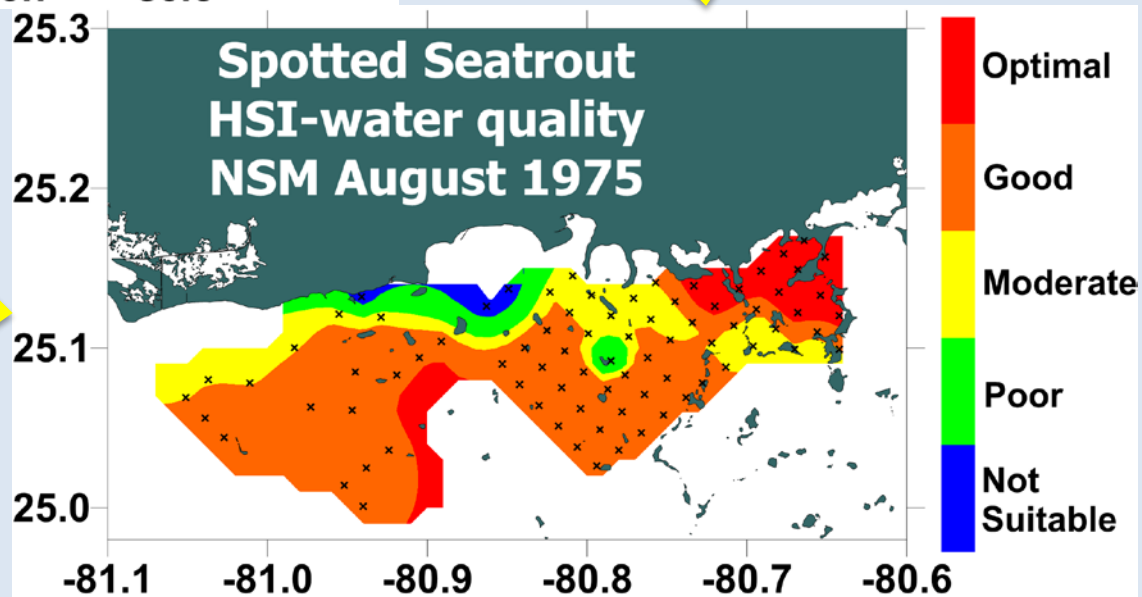 25.3
Spotted Seatrout
HSI-water quality
NSM August 1975
25.2
25.1
25.0
-81.1 -81.0 -80.9 -80.8 -80.7 -80.6
Optimal
Good
Moderate
Poor
Not
Suitable